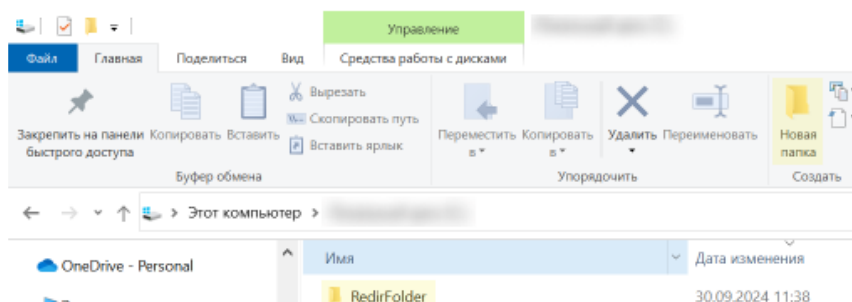 Управление
Файл Главная Поделиться Вид Средства работы с дисками
Закрепить на панели быстрого доступа
Копировать
Вставить
Вырезать
Скопировать путь
Вставить ярлык
Переместить в
Копировать в
Удалить
Переименовать
Новая папка
Буфер обмена
Упорядочить
Создать
Этот компьютер
OneDrive - Personal
Имя
Дата изменения
RedirFolder
30.09.2024 11:38